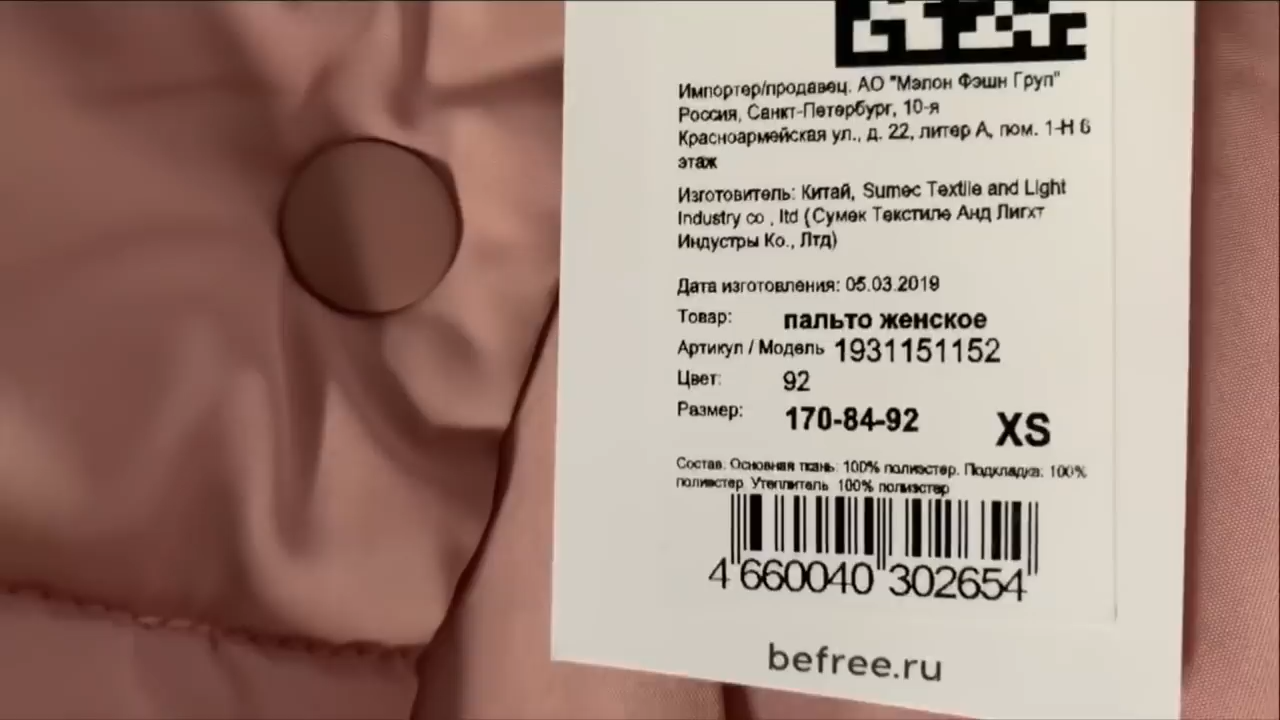 Импортер/продавец. АО "Мэлон Фэшн Груп"
Россия, Санкт-Петербург, 10-я
Красноармейская ул., д. 22, литер А, пом. 1-Н 6
этаж
Изготовитель: Китай, Sumec Textile and Light
Industry co , ltd (Сумек Текстиле Анд Лигхт
Индустры Ко., Лтд)
Дата изготовления: 05.03.2019
Товар: пальто женское
Артикул / Модель 1931151152
Цвет: 92
Размер: 170-84-92 XS
Состав: Основная ткань: 100% полиэстер. Подкладка: 100%
полиэстер Утеплитель 100% полиэстер
4 660040 302654
befree.ru